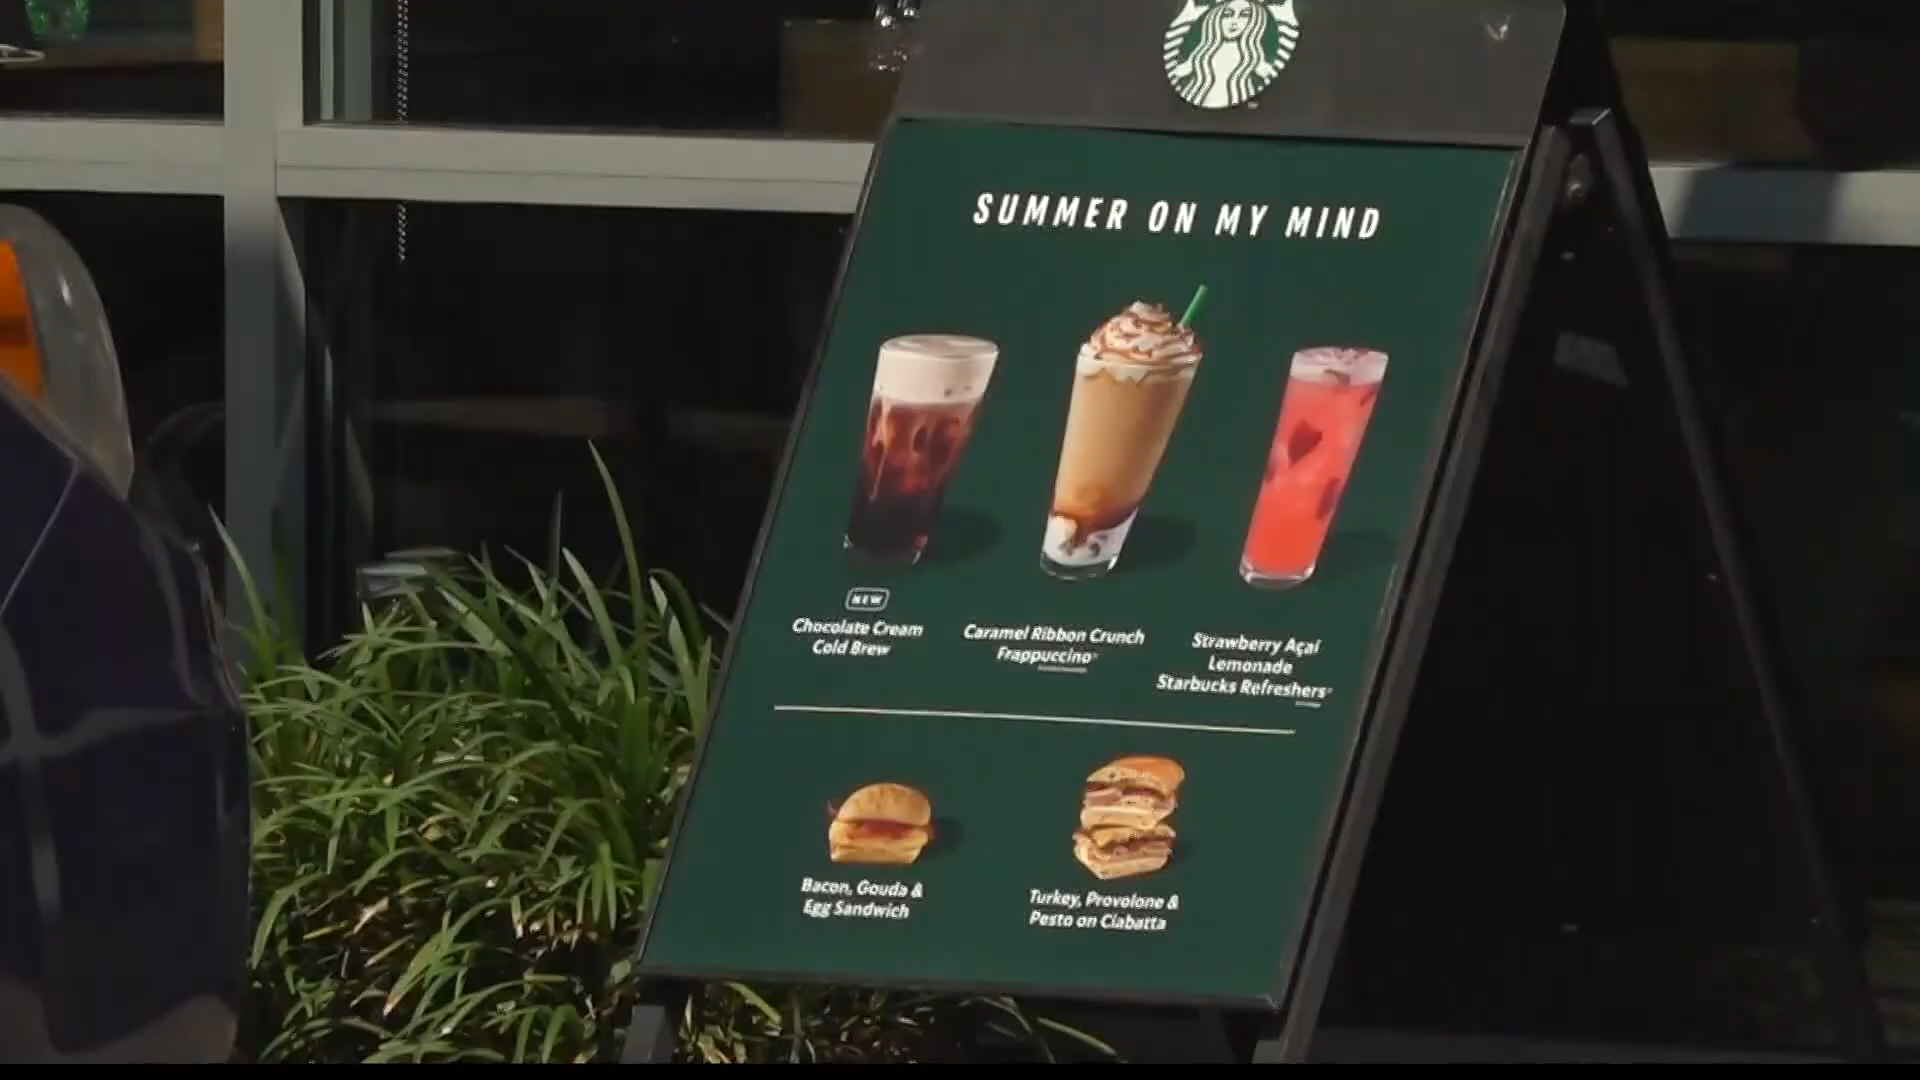 SUMMER ON MY MIND
NEW
Chocolate Cream
Cold Brew
Caramel Ribbon Crunch
Frappuccino®
Strawberry Açaí
Lemonade
Starbucks Refreshers®
Bacon, Gouda &
Egg Sandwich
Turkey, Provolone &
Pesto on Ciabatta